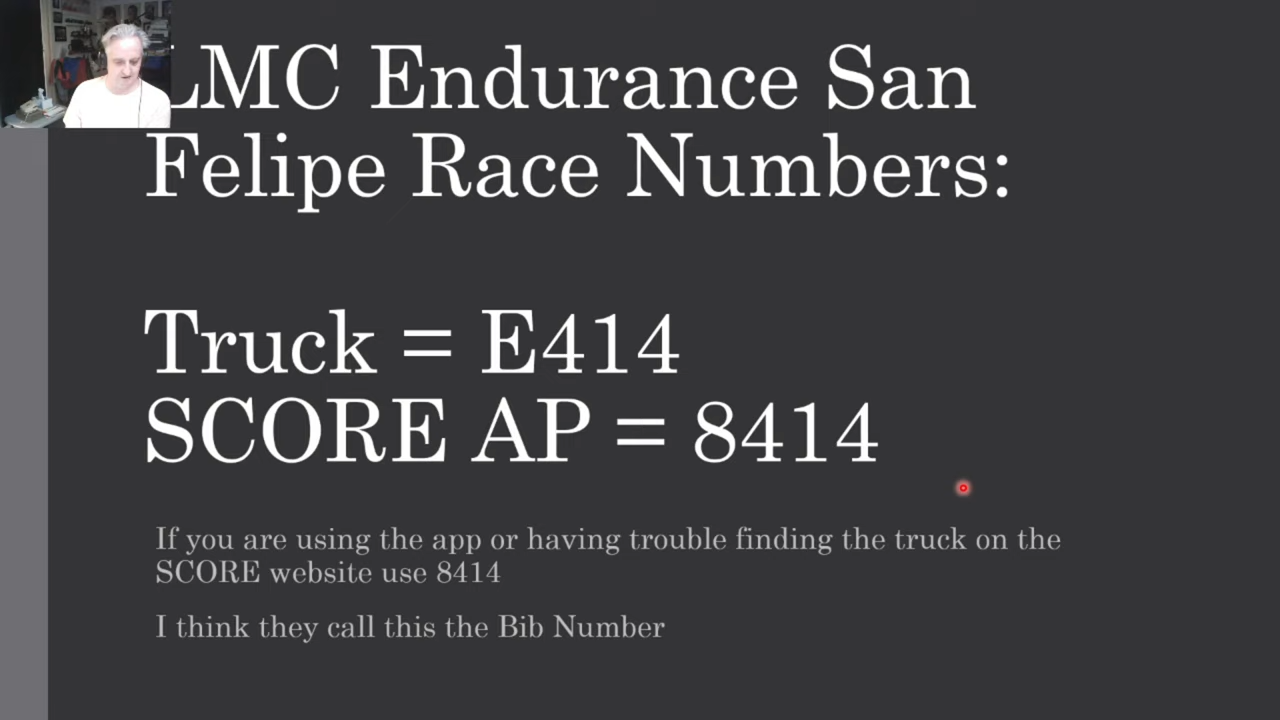 LMC Endurance San
Felipe Race Numbers:
Truck = E414
SCORE AP = 8414
If you are using the app or having trouble finding the truck on the
SCORE website use 8414
I think they call this the Bib Number